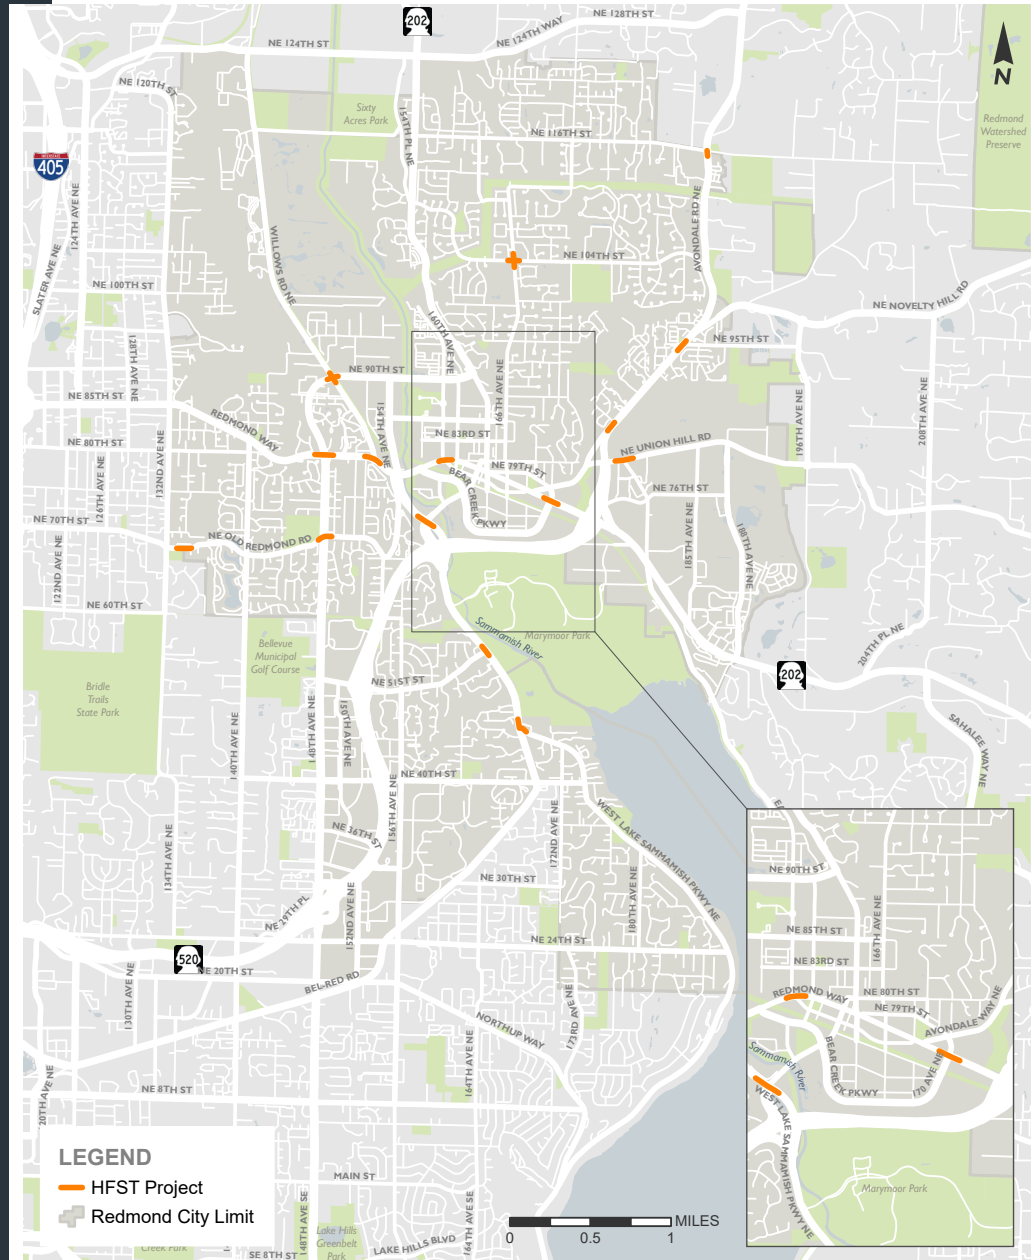 202
NE 128TH ST
NE 124TH WAY
NE 124TH ST
N
NE 120TH ST
Sixty
Acres Park
154TH PL NE
NE 116TH ST
Redmond
Watershed
Preserve
405
124TH AVE NE
AVONDALE RD NE
WILLOWS RD NE
SLATER AVE NE
NE 104TH ST
NE 100TH ST
NE NOVELTY HILL RD
160TH AVE NE
128TH AVE NE
NE 95TH ST
NE 90TH ST
166TH AVE NE
208TH AVE NE
NE 85TH ST
REDMOND WAY
154TH AVE NE
196TH AVE NE
NE 80TH ST
NE 83RD ST
NE UNION HILL RD
132ND AVE NE
126TH AVE NE
NE 79TH ST
BEAR CREEK
PKWY
NE 76TH ST
NE 70TH ST
NE OLD REDMOND RD
185TH AVE NE
188TH AVE NE
122ND AVE NE
NE 60TH ST
Sammamish River
Marymoor Park
204TH PL NE
Bellevue
Municipal
Golf Course
202
Bridle
Trails
State Park
NE 51ST ST
148TH AVE NE
150TH AVE NE
140TH AVE NE
SAHALEE WAY NE
NE 40TH ST
156TH AVE NE
WEST LAKE SAMMAMISH PKWY NE
NE 36TH ST
172ND AVE NE
134TH AVE NE
NE 30TH ST
180TH AVE NE
NE 29TH PL
152ND AVE NE
NE 24TH ST
520
NE 20TH ST
BEL-RED RD
130TH AVE NE
173RD AVE NE
NORTHUP WAY
164TH AVE NE
NE 8TH ST
MAIN ST
148TH AVE SE
164TH AVE
Lake Hills
Greenbelt
Park
LAKE HILLS BLVD
SE 8TH ST
Creek Park
NE 90TH ST
166TH AVE NE
NE 85TH ST
NE 83RD ST
REDMOND WAY
NE 80TH ST
NE 79TH ST
AVONDALE WAY NE
Sammamish River
BEAR CREEK PKWY
170 AVE NE
WEST LAKE SAMMAMISH PKWY NE
Marymoor Park
LEGEND
HFST Project
Redmond City Limit
MILES
0 0.5 1